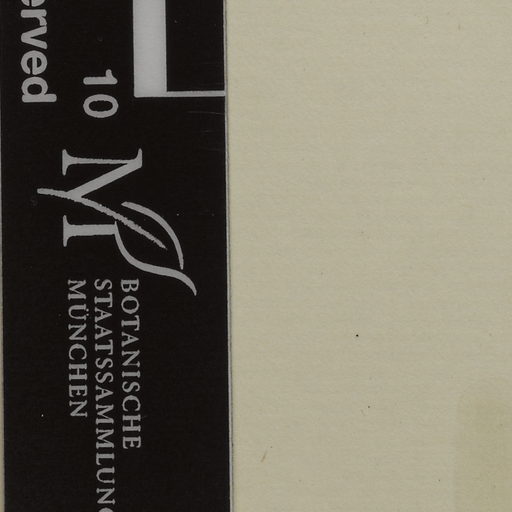 erved
10
M
BOTANISCHE
STAATSSAMMLUNG
MÜNCHEN